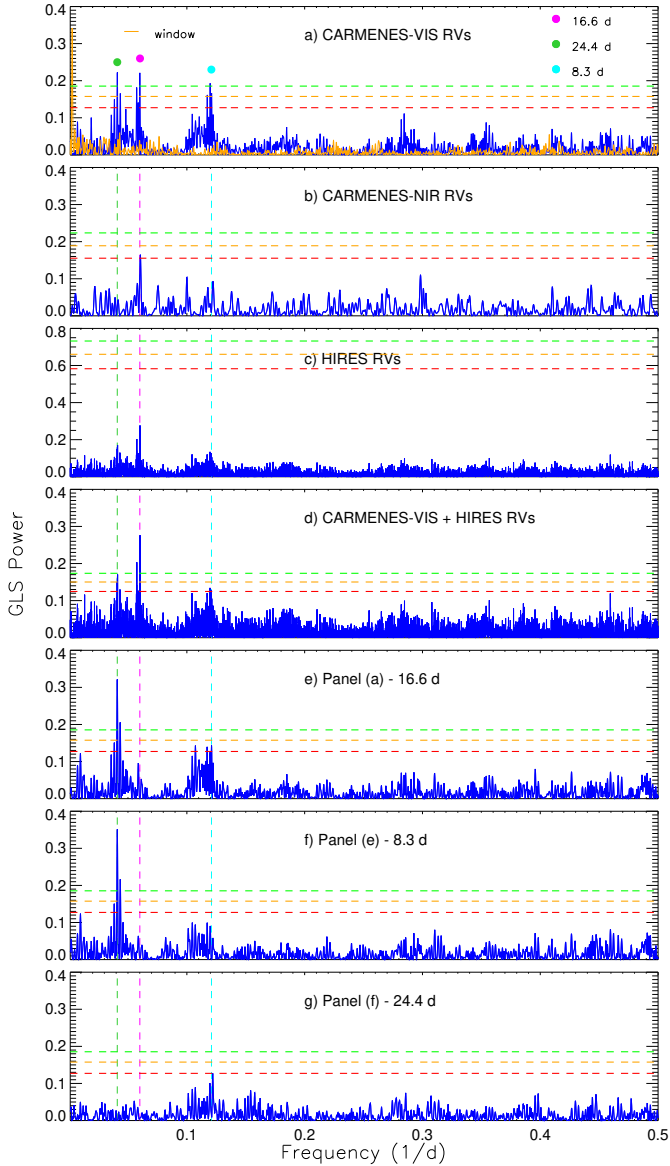 0.4
window
a) CARMENES-VIS RVs
16.6 d
24.4 d
8.3 d
0.3
0.2
0.1
0.0
0.4
b) CARMENES-NIR RVs
0.3
0.2
0.1
0.0
0.8
c) HIRES RVs
0.6
0.4
0.2
0.0
0.4
d) CARMENES-VIS + HIRES RVs
0.3
0.2
0.1
0.0
GLS Power
0.4
e) Panel (a) - 16.6 d
0.3
0.2
0.1
0.0
0.4
f) Panel (e) - 8.3 d
0.3
0.2
0.1
0.0
0.4
g) Panel (f) - 24.4 d
0.3
0.2
0.1
0.0
0.1 0.2 0.3 0.4 0.5
Frequency (1/d)